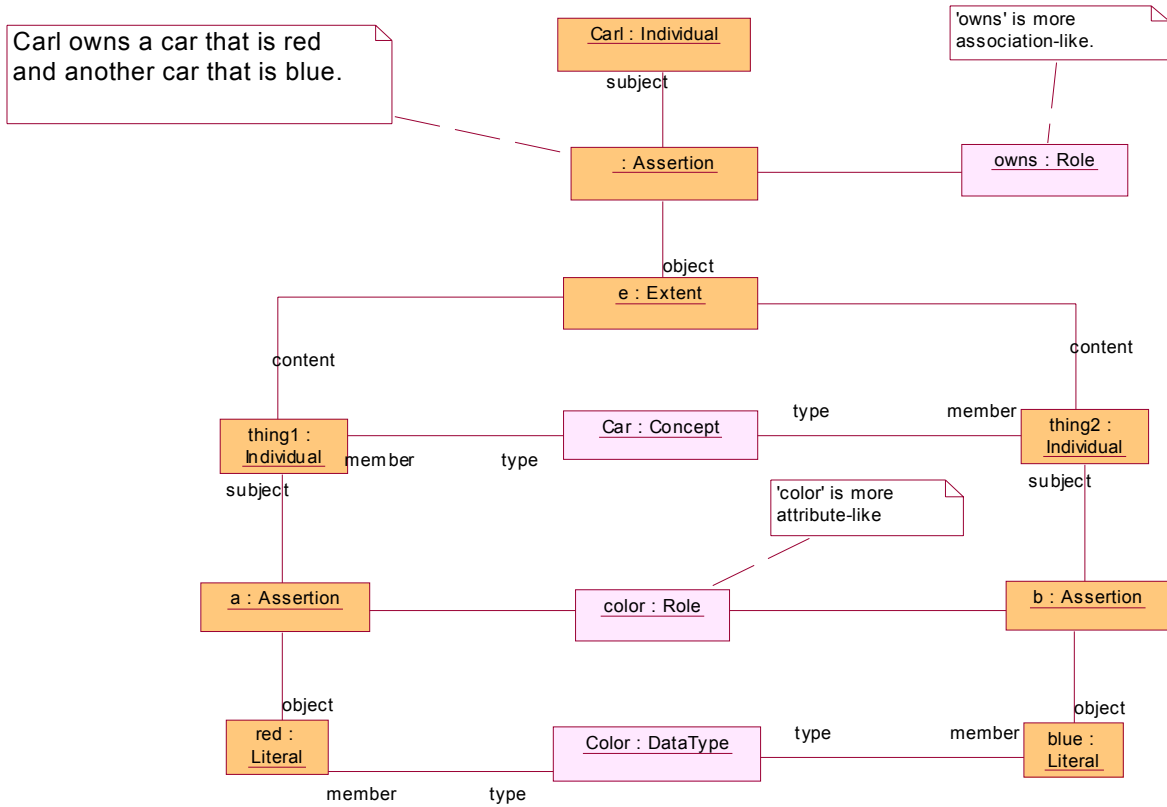 Carl owns a car that is red
and another car that is blue.
Carl : Individual
'owns' is more
association-like.
subject
: Assertion
owns : Role
object
e : Extent
content
content
thing1 :
Individual
member
type
Car : Concept
type
member
thing2 :
Individual
subject
subject
'color' is more
attribute-like
a : Assertion
color : Role
b : Assertion
object
object
red :
Literal
member
type
Color : DataType
type
member
blue :
Literal